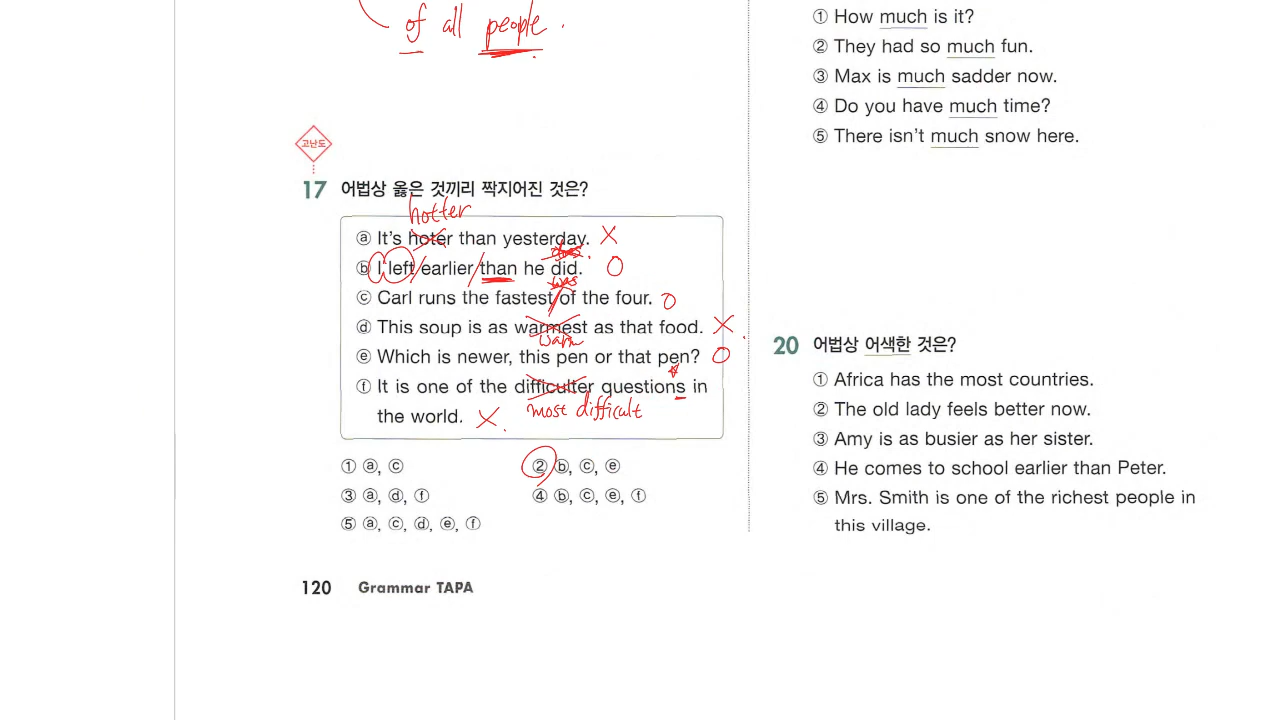 of all people.
고난도
17 어법상 옳은 것끼리 짝지어진 것은?
hotter
ⓐ It's hoter than yesterday. X
does.
ⓑ I left earlier than he did. O
was
ⓒ Carl runs the fastest of the four. O
ⓓ This soup is as warmest as that food. X.
warm
ⓔ Which is newer, this pen or that pen? O
ⓕ It is one of the difficulter questions in
most difficult
the world. X.
① ⓐ, ⓒ ② ⓑ, ⓒ, ⓔ
③ ⓐ, ⓓ, ⓕ ④ ⓑ, ⓒ, ⓔ, ⓕ
⑤ ⓐ, ⓒ, ⓓ, ⓔ, ⓕ
120 Grammar TAPA
① How much is it?
② They had so much fun.
③ Max is much sadder now.
④ Do you have much time?
⑤ There isn't much snow here.
20 어법상 어색한 것은?
① Africa has the most countries.
② The old lady feels better now.
③ Amy is as busier as her sister.
④ He comes to school earlier than Peter.
⑤ Mrs. Smith is one of the richest people in
this village.